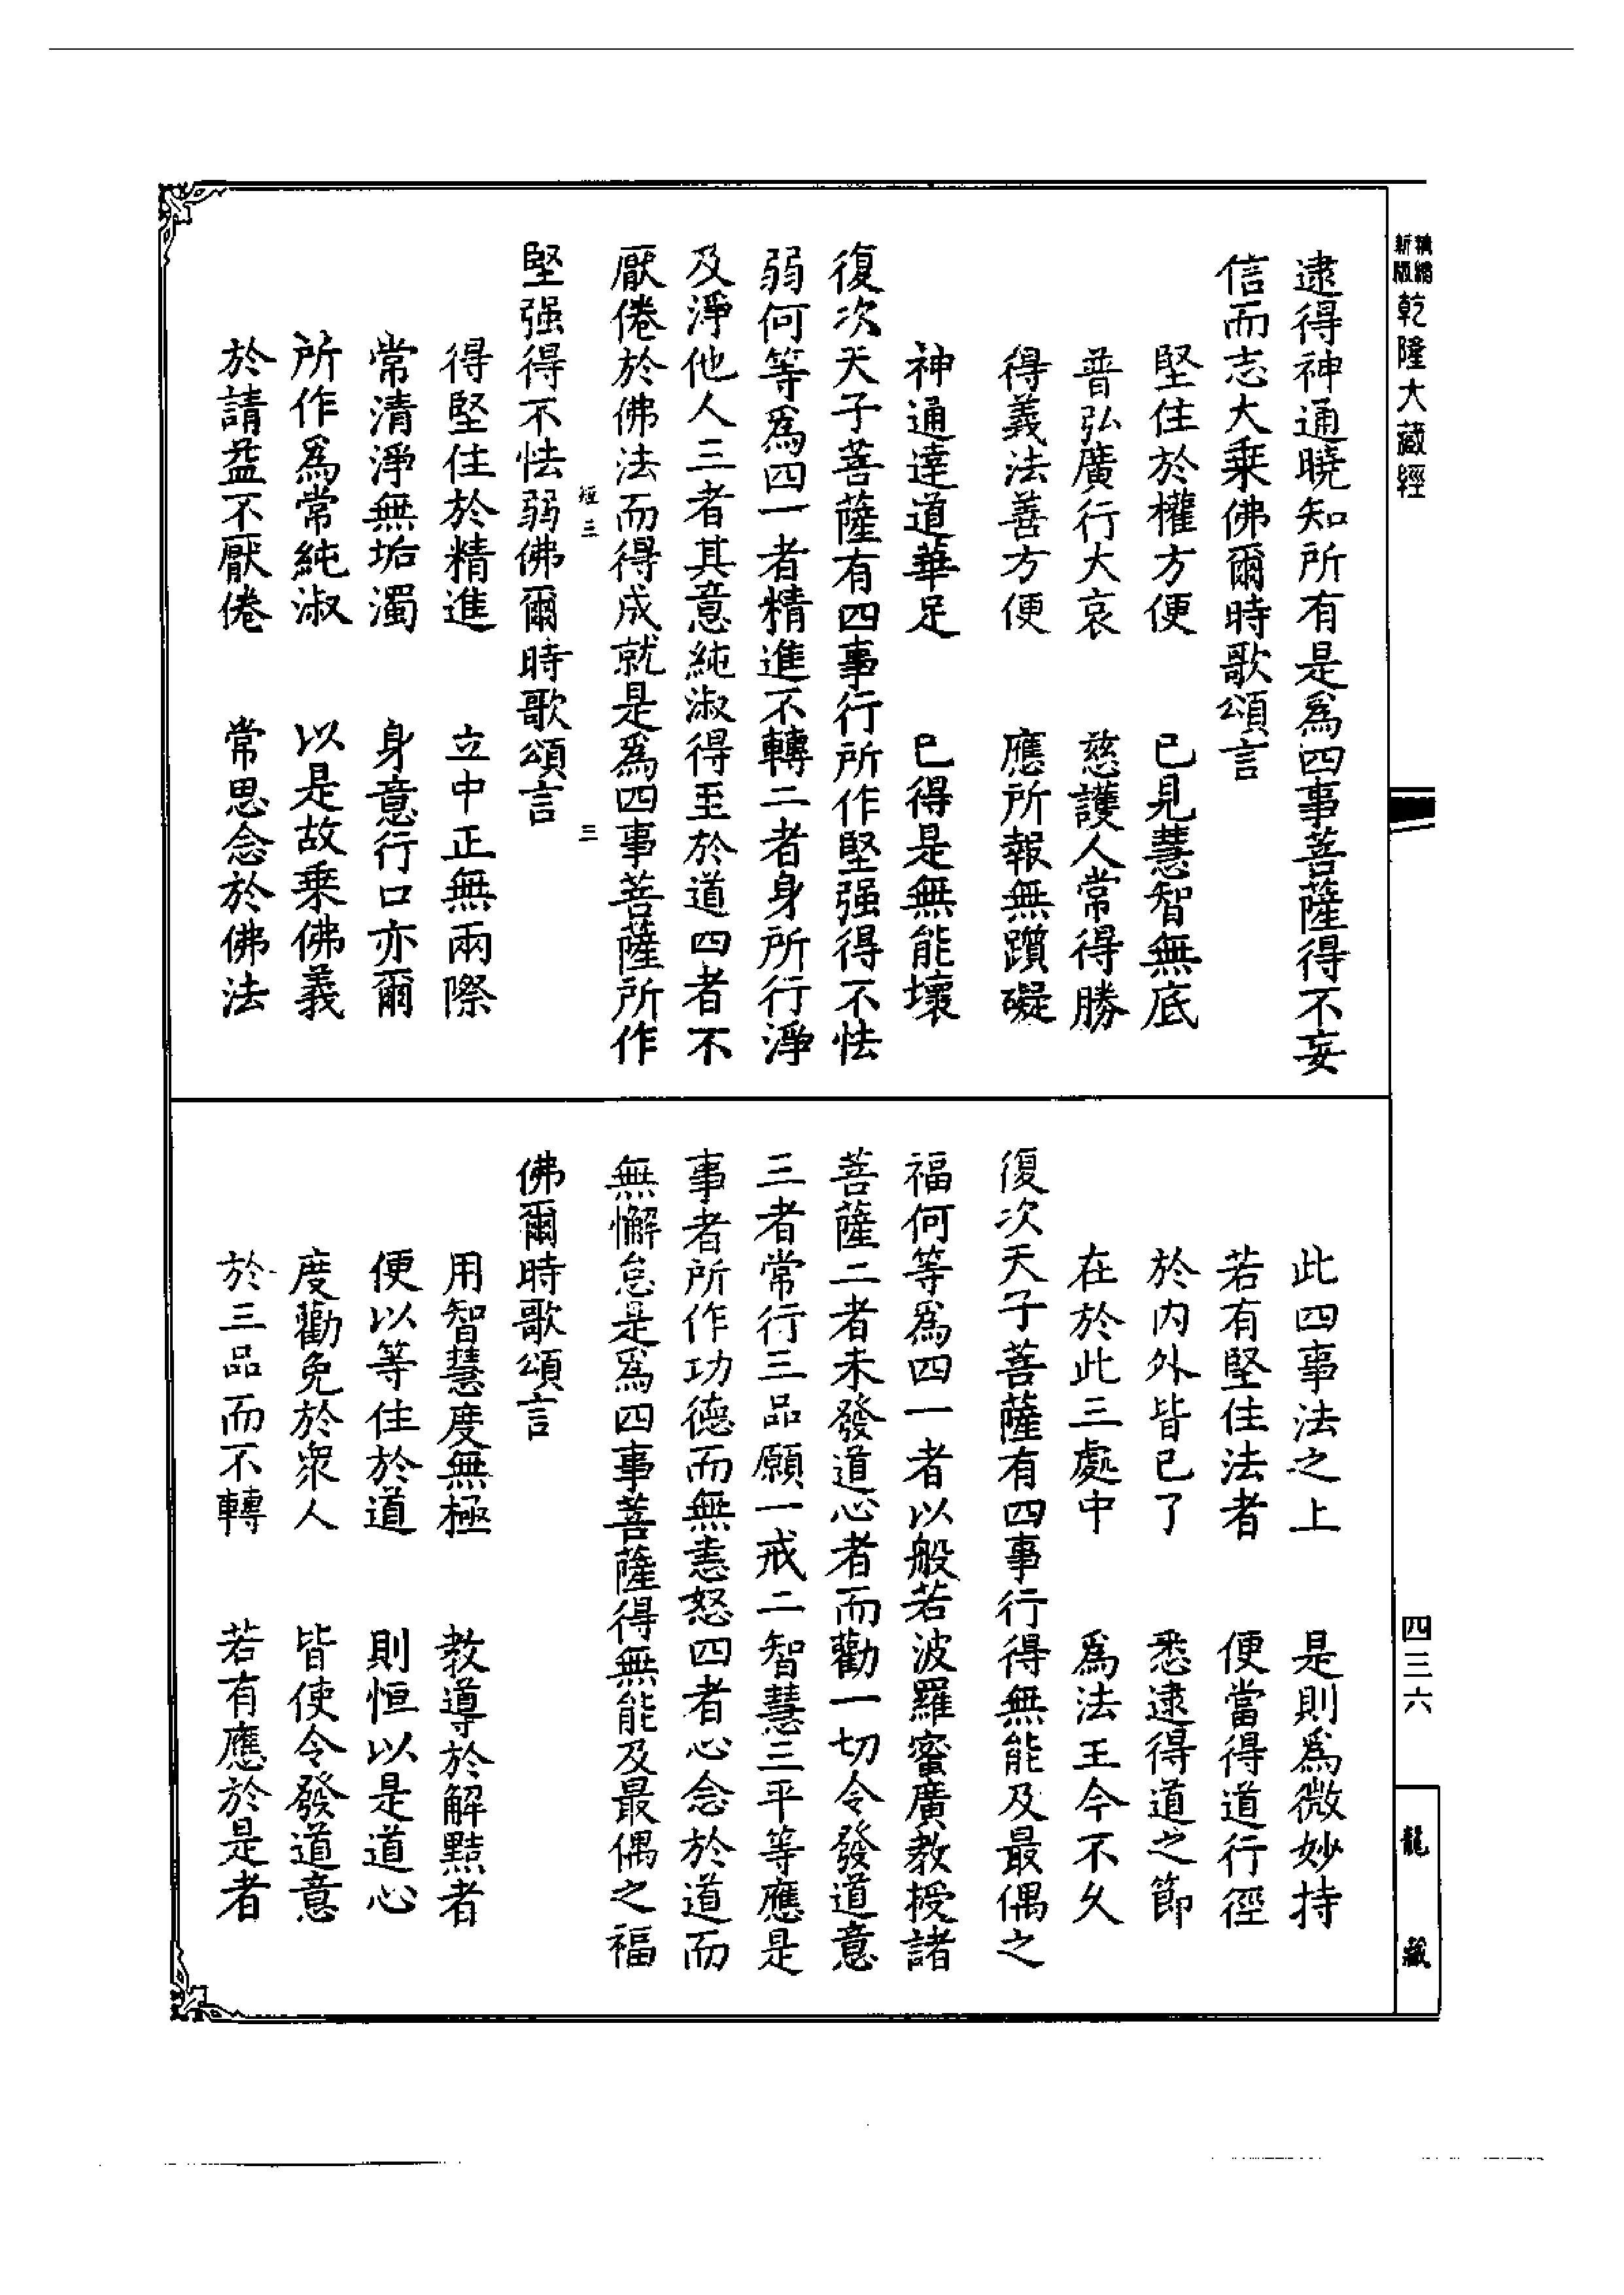 精編新版乾隆大藏經
四三六
龍藏
逮得神通曉知所有是爲四事菩薩得不妄
信而志大乘佛爾時歌頌言
堅住於權方便　已見慧智無底
普弘廣行大哀　慈護人常得勝
得義法善方便　應所報無躓礙
神通達道華足　已得是無能壞
復次天子菩薩有四事行所作堅强得不怯
弱何等爲四一者精進不轉二者身所行淨
及淨他人三者其意純淑得至於道四者不
厭倦於佛法而得成就是爲四事菩薩所作
三　三
堅强得不怯弱佛爾時歌頌言
得堅住於精進　立中正無兩際
常清淨無垢濁　身意行口亦爾
所作爲常純淑　以是故乘佛義
於請益不厭倦　常思念於佛法
此四事法之上　是則爲微妙持
若有堅住法者　便當得道行徑
於内外皆已了　悉逮得道之節
在於此三處中　爲法王今不久
復次天子菩薩有四事行得無能及最偶之
福何等爲四一者以般若波羅蜜廣教授諸
菩薩二者未發道心者而勸一切令發道意
三者常行三品願一戒二智慧三平等應是
事者所作功德而無恚怒四者心念於道而
無懈怠是爲四事菩薩得無能及最偶之福
佛爾時歌頌言
用智慧度無極　教導於解黠者
便以等住於道　則恒以是道心
度勸免於衆人　皆使令發道意
於三品而不轉　若有應於是者